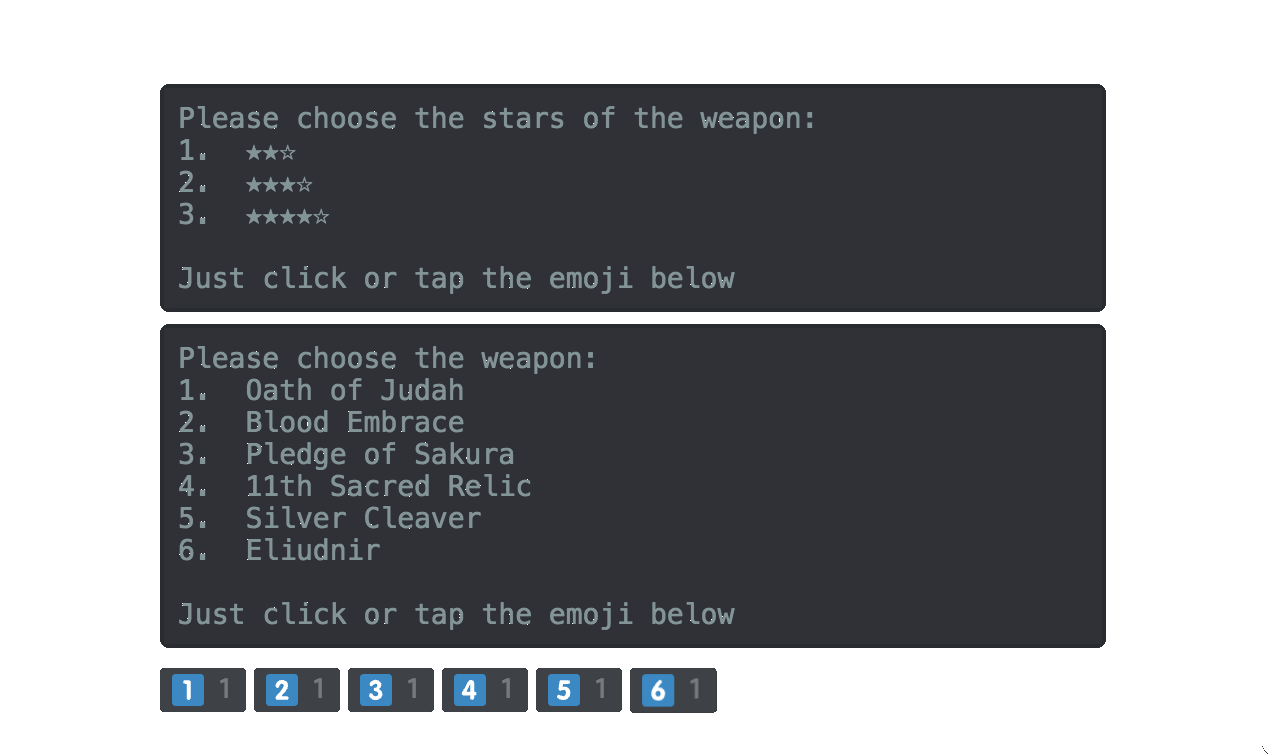 Please choose the stars of the weapon:
1. ★★☆
2. ★★★☆
3. ★★★★☆
Just click or tap the emoji below
Please choose the weapon:
1. Oath of Judah
2. Blood Embrace
3. Pledge of Sakura
4. 11th Sacred Relic
5. Silver Cleaver
6. Eliudnir
Just click or tap the emoji below
1 1 2 1 3 1 4 1 5 1 6 1